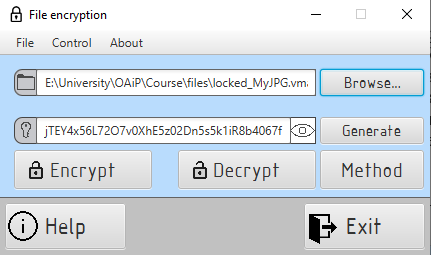 File encryption
File Control About
E:\University\OAiP\Course\files\locked_MyJPG.vm
Browse...
jTEY4x56L72O7v0XhE5z02Dn5s5k1iR8b4067f
Generate
Encrypt Decrypt Method
Help Exit